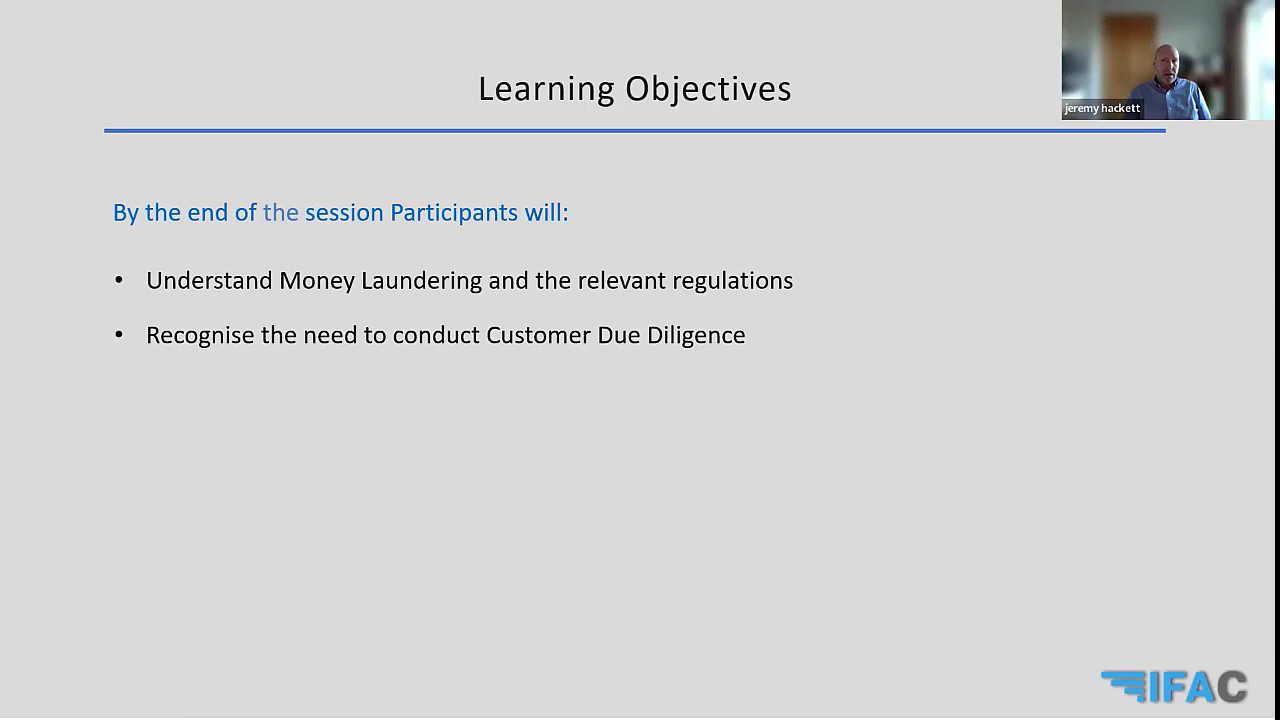 Learning Objectives
jeremy hackett
By the end of the session Participants will:
• Understand Money Laundering and the relevant regulations
• Recognise the need to conduct Customer Due Diligence
IFAC